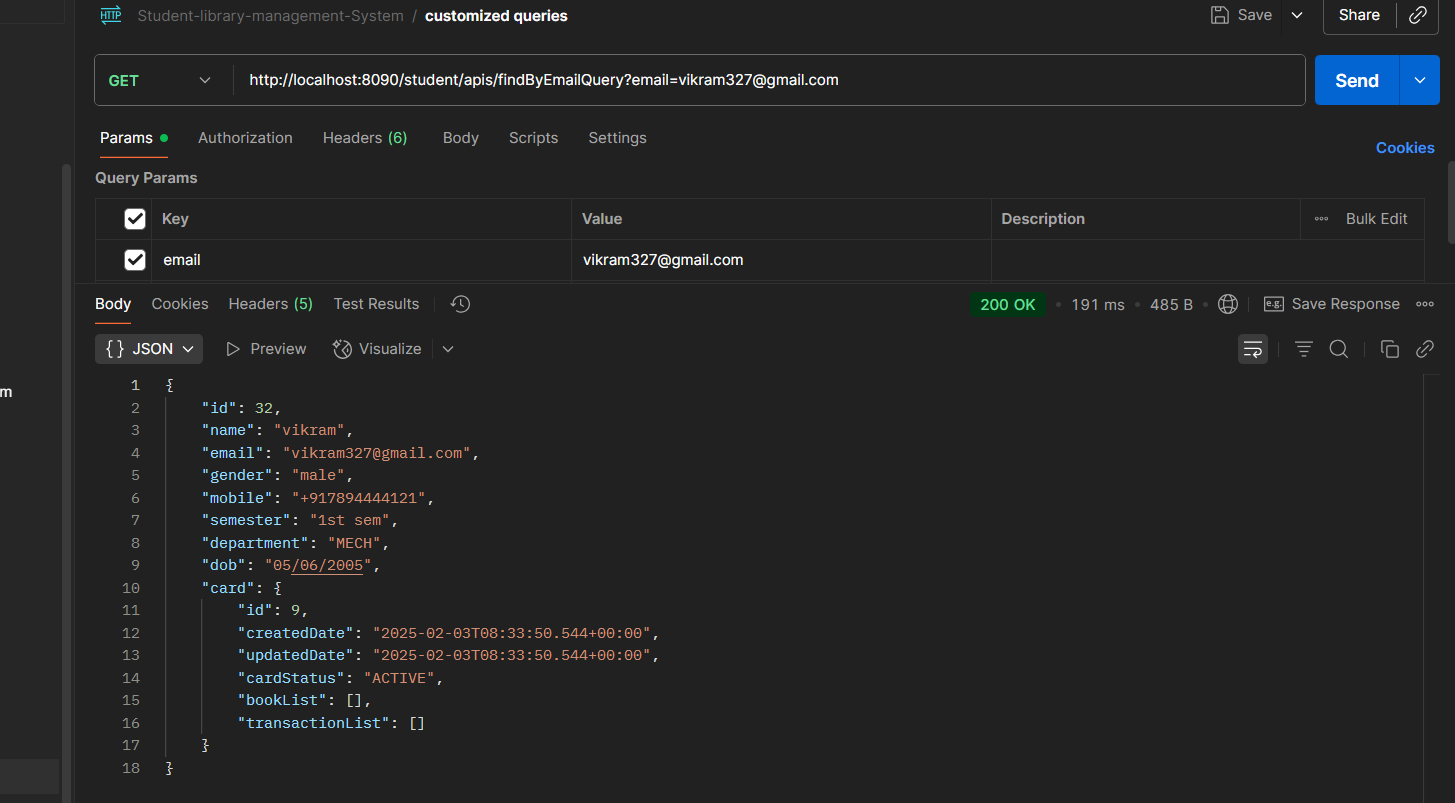 HTTP Student-library-management-System / customized queries Save Share
GET http://localhost:8090/student/apis/findByEmailQuery?email=vikram327@gmail.com Send
Params Authorization Headers (6) Body Scripts Settings Cookies
Query Params
Key Value Description Bulk Edit
email vikram327@gmail.com
Body Cookies Headers (5) Test Results 200 OK 191 ms 485 B e.g. Save Response
{} JSON Preview Visualize
m
1 {
2 "id": 32,
3 "name": "vikram",
4 "email": "vikram327@gmail.com",
5 "gender": "male",
6 "mobile": "+917894444121",
7 "semester": "1st sem",
8 "department": "MECH",
9 "dob": "05/06/2005",
10 "card": {
11 "id": 9,
12 "createdDate": "2025-02-03T08:33:50.544+00:00",
13 "updatedDate": "2025-02-03T08:33:50.544+00:00",
14 "cardStatus": "ACTIVE",
15 "bookList": [],
16 "transactionList": []
17 }
18 }